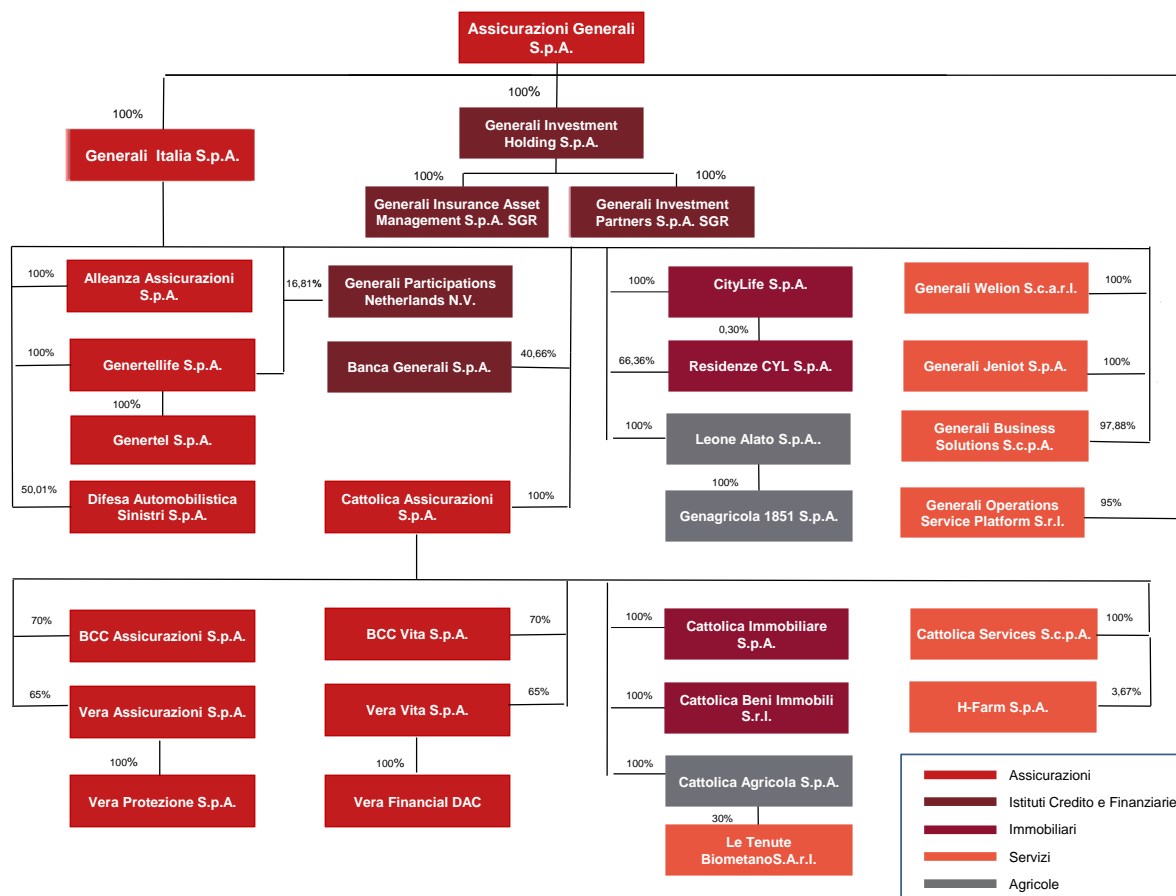 Assicurazioni Generali
S.p.A.
100%
100%
Generali Italia S.p.A.
Generali Investment
Holding S.p.A.
100%
100%
Generali Insurance Asset
Management S.p.A. SGR
Generali Investment
Partners S.p.A. SGR
100%
Alleanza Assicurazioni
S.p.A.
16,81%
Generali Participations
Netherlands N.V.
100%
CityLife S.p.A.
Generali Welion S.c.a.r.l.
100%
0,30%
100%
Genertellife S.p.A.
Banca Generali S.p.A.
40,66%
66,36%
Residenze CYL S.p.A.
Generali Jeniot S.p.A.
100%
100%
Genertel S.p.A.
100%
Leone Alato S.p.A..
Generali Business
Solutions S.c.p.A.
97,88%
100%
50,01%
Difesa Automobilistica
Sinistri S.p.A.
Cattolica Assicurazioni
S.p.A.
100%
Genagricola 1851 S.p.A.
Generali Operations
Service Platform S.r.l.
95%
70%
BCC Assicurazioni S.p.A.
BCC Vita S.p.A.
70%
100%
Cattolica Immobiliare
S.p.A.
Cattolica Services S.c.p.A.
100%
65%
Vera Assicurazioni S.p.A.
Vera Vita S.p.A.
65%
100%
Cattolica Beni Immobili
S.r.l.
H-Farm S.p.A.
3,67%
100%
100%
Vera Protezione S.p.A.
Vera Financial DAC
100%
Cattolica Agricola S.p.A.
30%
Le Tenute
BiometanoS.A.r.l.
Assicurazioni
Istituti Credito e Finanziarie
Immobiliari
Servizi
Agricole